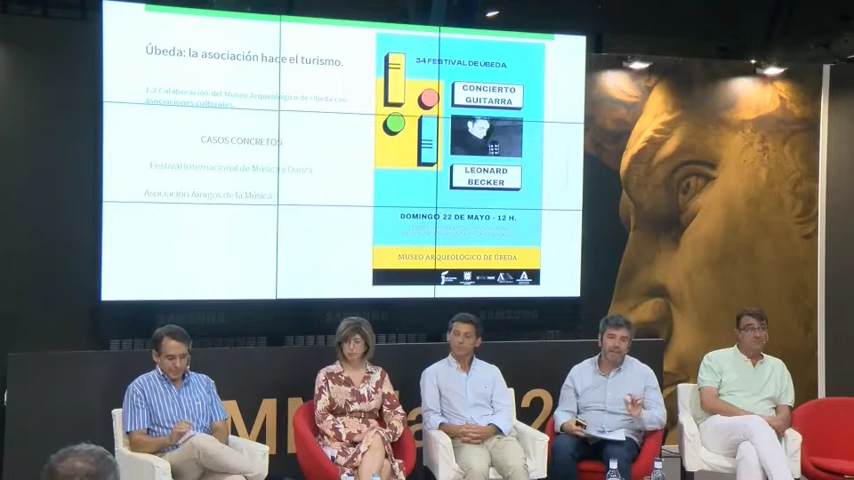 Úbeda: la asociación hace el turismo.
1.2 Colaboración del Museo Arqueológico de Úbeda con
asociaciones culturales.
CASOS CONCRETOS
Festival Internacional de Música y Danza
Asociación Amigos de la Música
34 FESTIVAL DE ÚBEDA
CONCIERTO
GUITARRA
LEONARD
BECKER
DOMINGO 22 DE MAYO - 12 H.
MUSEO ARQUEOLÓGICO DE ÚBEDA
SAMSUNG
SAMSUNG